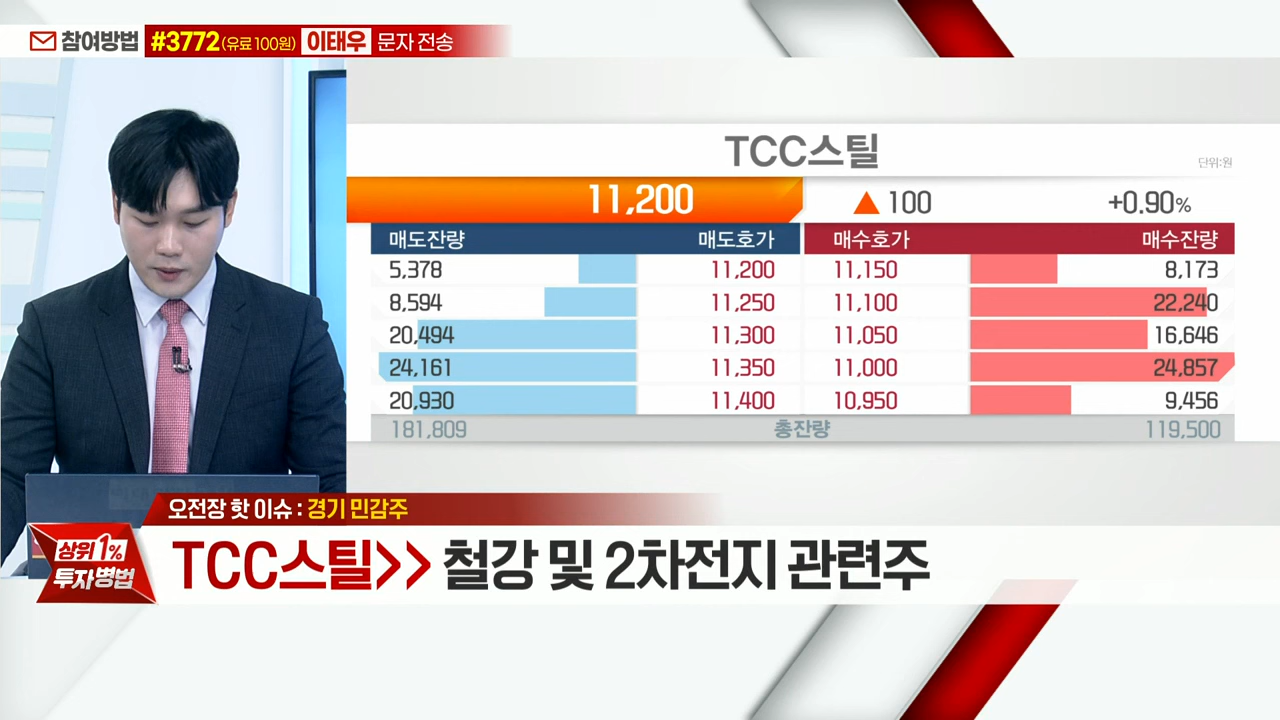 참여방법 #3772(유료 100원) 이태우 문자 전송
TCC스틸
단위:원
11,200 ▲ 100 +0.90%
매도잔량 매도호가 매수호가 매수잔량
5,378 11,200 11,150 8,173
8,594 11,250 11,100 22,240
20,494 11,300 11,050 16,646
24,161 11,350 11,000 24,857
20,930 11,400 10,950 9,456
181,809 총잔량 119,500
오전장 핫 이슈 : 경기 민감주
상위 1%
투자병법
TCC스틸>> 철강 및 2차전지 관련주